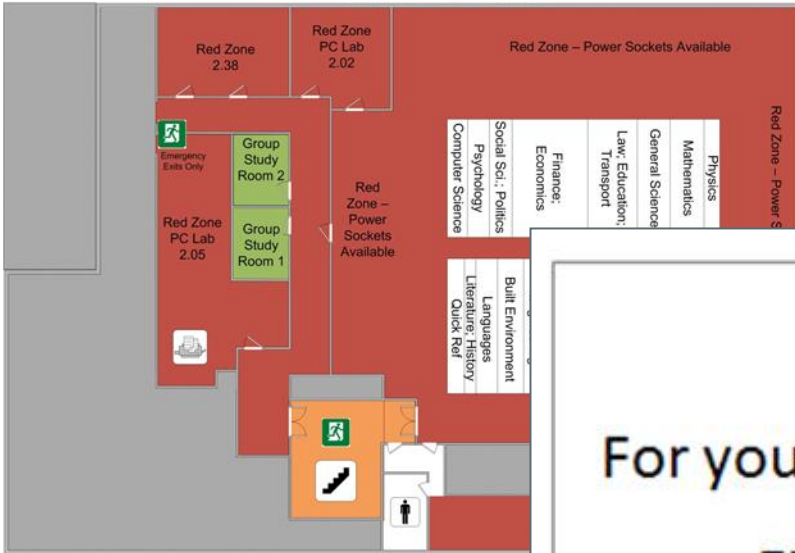 Red Zone
2.38
Red Zone
PC Lab
2.02
Red Zone – Power Sockets Available
Emergency
Exits Only
Group
Study
Room 2
Group
Study
Room 1
Red Zone
PC Lab
2.05
Red
Zone –
Power
Sockets
Available
Computer Science
Psychology
Social Sci.; Politics
Finance;
Economics
Law; Education;
Transport
General Science
Mathematics
Physics
Red Zone – Power
Quick Ref
Literature; History
Languages
Built Environment
For you